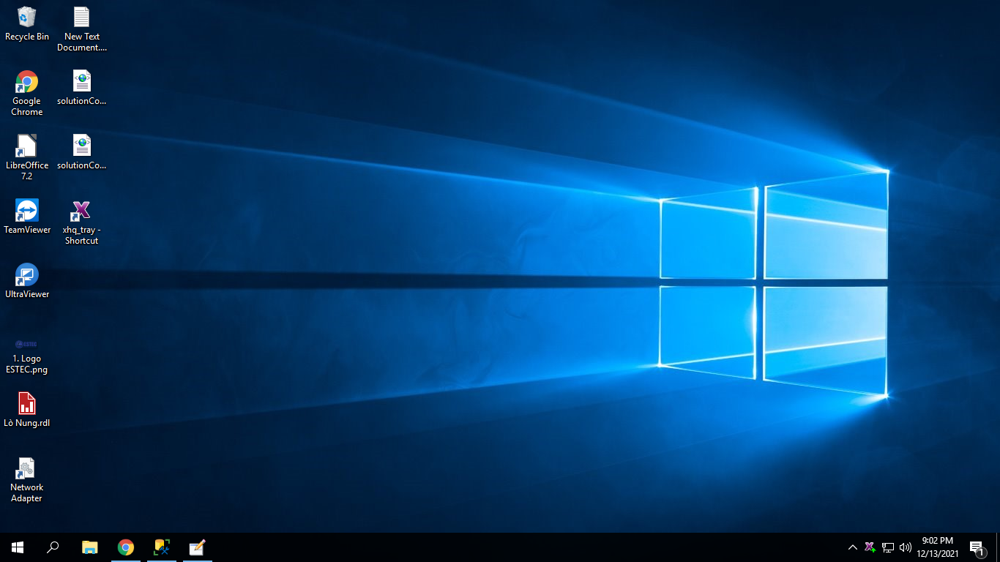 Recycle Bin
New Text
Document....
Google
Chrome
solutionCo...
LibreOffice
7.2
solutionCo...
TeamViewer
xhq_tray -
Shortcut
UltraViewer
ESTEC
1. Logo
ESTEC.png
Lò Nung.rdl
Network
Adapter
9:02 PM
12/13/2021
1